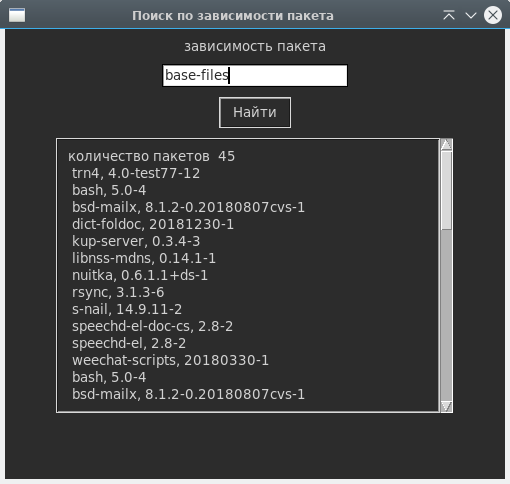 Поиск по зависимости пакета
зависимость пакета
base-files
Найти
количество пакетов 45
trn4, 4.0-test77-12
bash, 5.0-4
bsd-mailx, 8.1.2-0.20180807cvs-1
dict-foldoc, 20181230-1
kup-server, 0.3.4-3
libnss-mdns, 0.14.1-1
nuitka, 0.6.1.1+ds-1
rsync, 3.1.3-6
s-nail, 14.9.11-2
speechd-el-doc-cs, 2.8-2
speechd-el, 2.8-2
weechat-scripts, 20180330-1
bash, 5.0-4
bsd-mailx, 8.1.2-0.20180807cvs-1